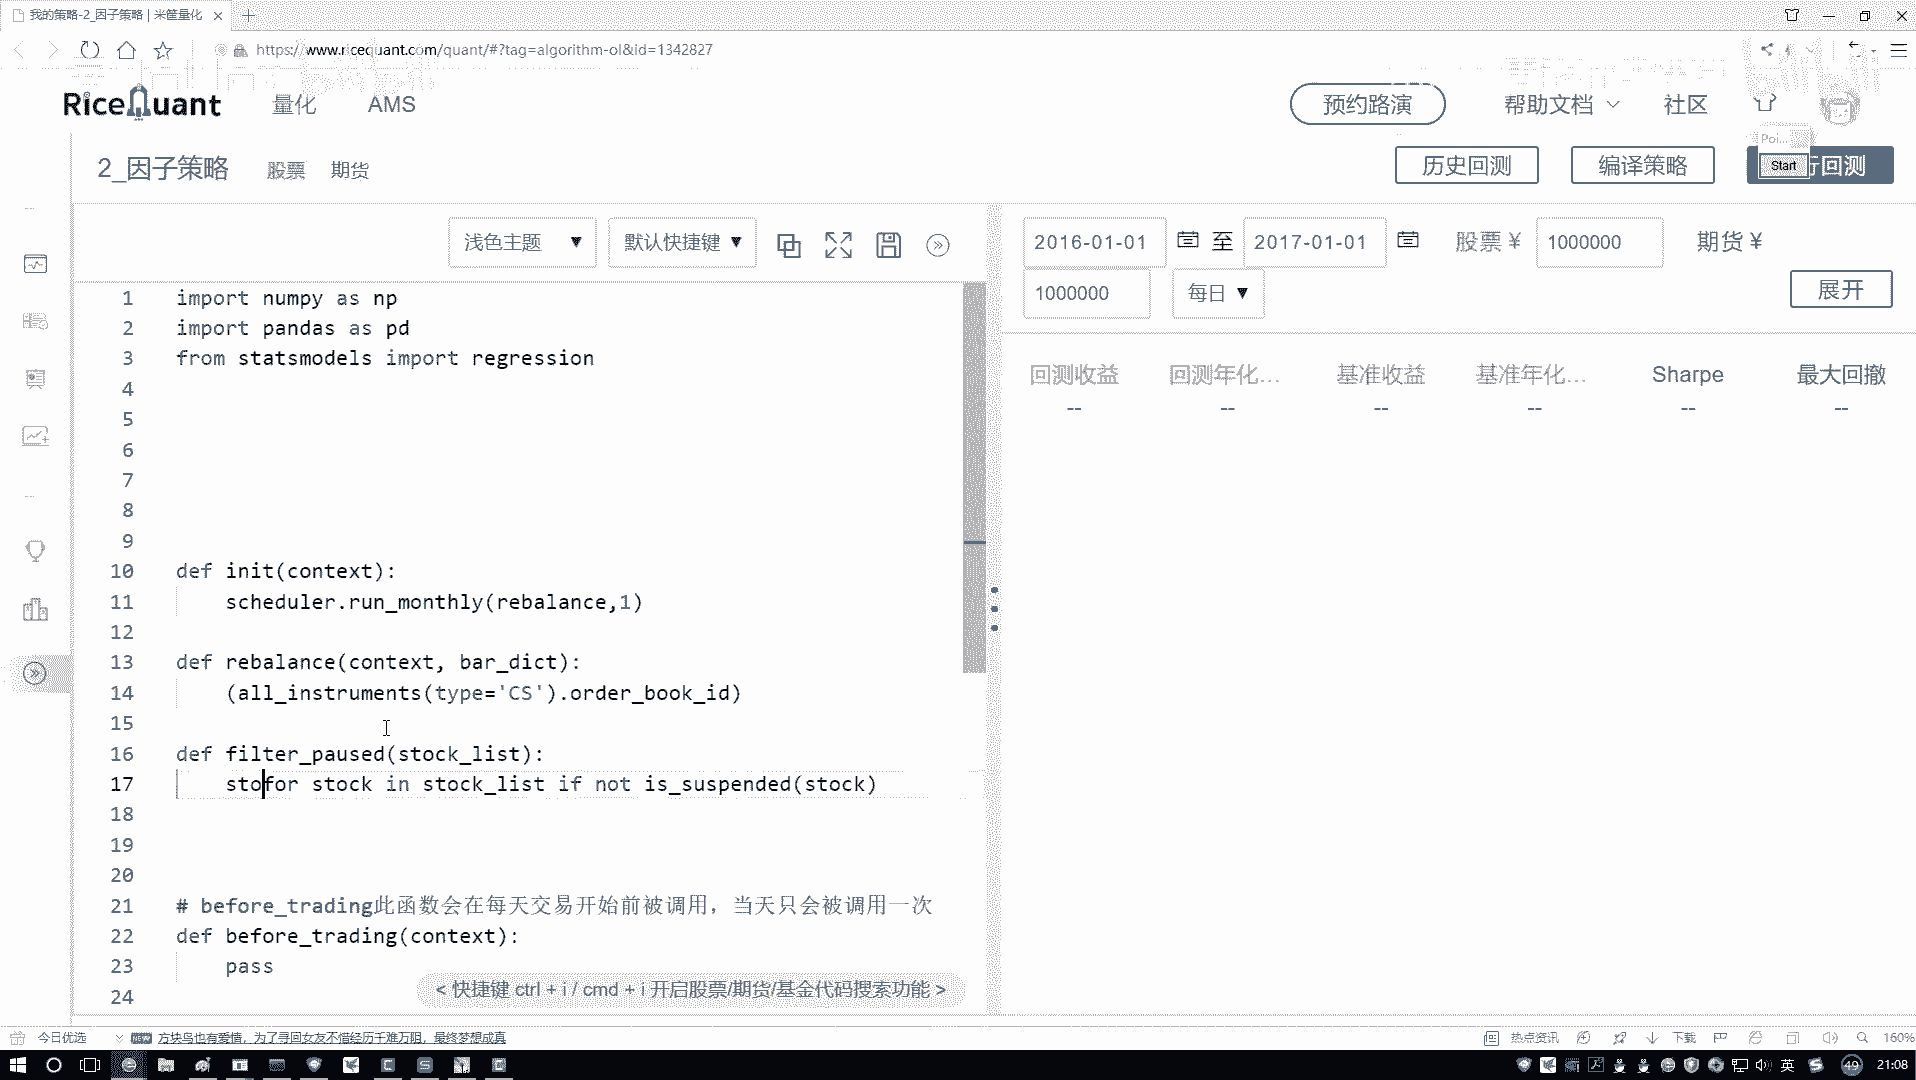 我的策略-2_因子策略 | 米筐量化
https://www.ricequant.com/quant/#?tag=algorithm-ol&id=1342827
RiceQuant 量化 AMS 预约路演 帮助文档 社区
Poi...
2_因子策略 股票 期货 历史回测 编译策略 Start 行回测
浅色主题 默认快捷键
2016-01-01 至 2017-01-01 股票 ¥ 1000000 期货 ¥
1000000 每日 展开
回测收益 回测年化... 基准收益 基准年化... Sharpe 最大回撤
-- -- -- -- -- --
1 import numpy as np
2 import pandas as pd
3 from statsmodels import regression
4
5
6
7
8
9
10 def init(context):
11 scheduler.run_monthly(rebalance,1)
12
13 def rebalance(context, bar_dict):
14 (all_instruments(type='CS').order_book_id)
15
16 def filter_paused(stock_list):
17 stofor stock in stock_list if not is_suspended(stock)
18
19
20
21 # before_trading此函数会在每天交易开始前被调用，当天只会被调用一次
22 def before_trading(context):
23 pass
24
< 快捷键 ctrl + i / cmd + i 开启股票/期货/基金代码搜索功能 >
今日优选 NEW 方块鸟也有爱情，为了寻回女友不惜经历千难万阻，最终梦想成真 热点资讯 下载 160%
英 49 21:08